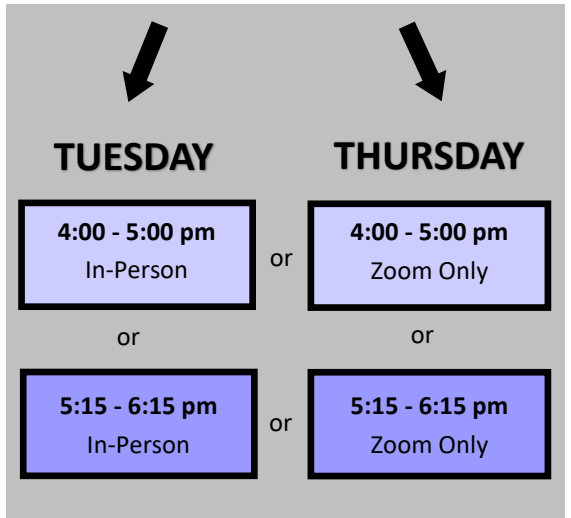 TUESDAY
THURSDAY
4:00 - 5:00 pm
In-Person
or
4:00 - 5:00 pm
Zoom Only
or
or
5:15 - 6:15 pm
In-Person
or
5:15 - 6:15 pm
Zoom Only